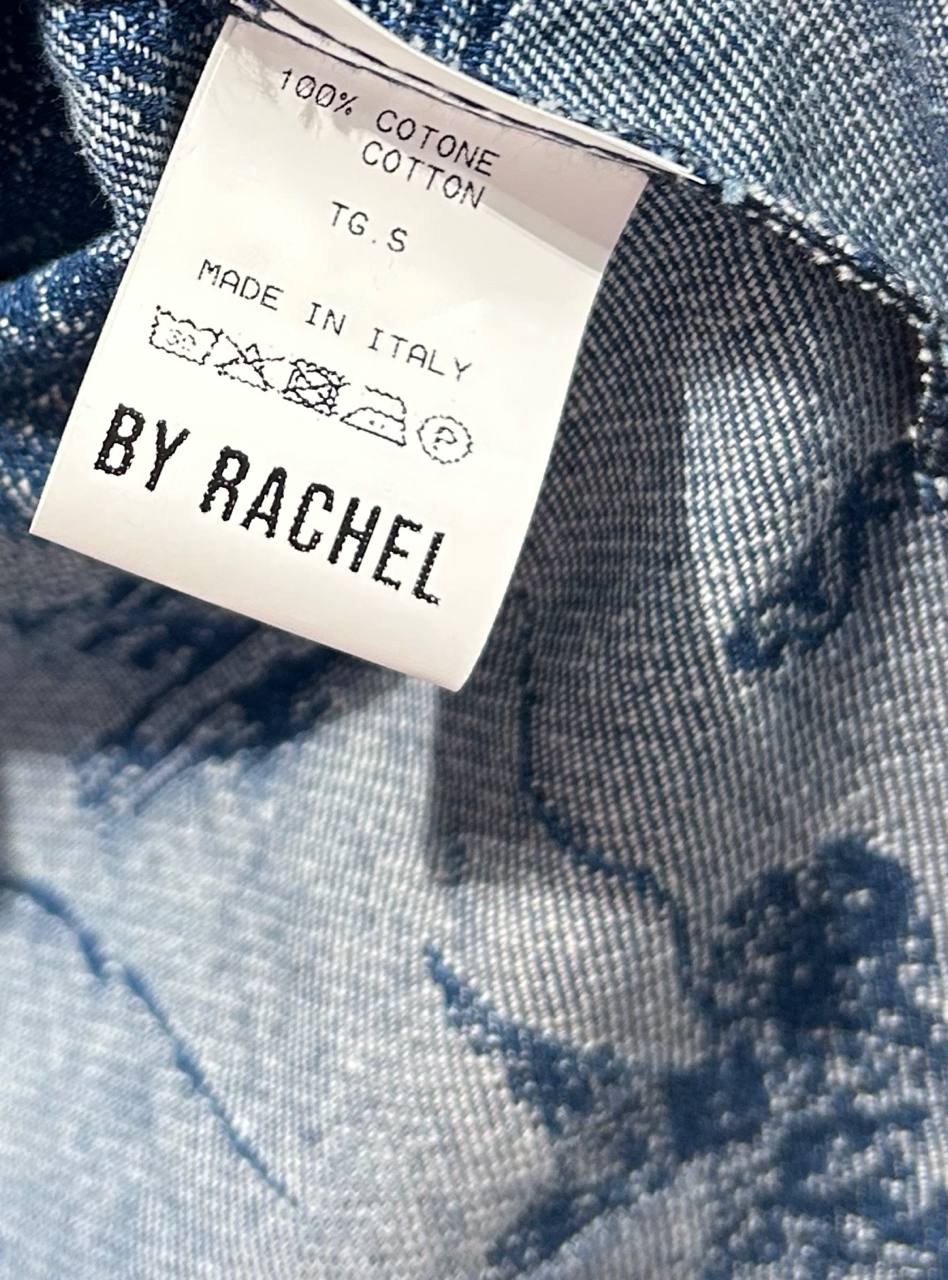 100% COTONE
COTTON
TG.S
MADE IN ITALY
30 P
BY RACHEL